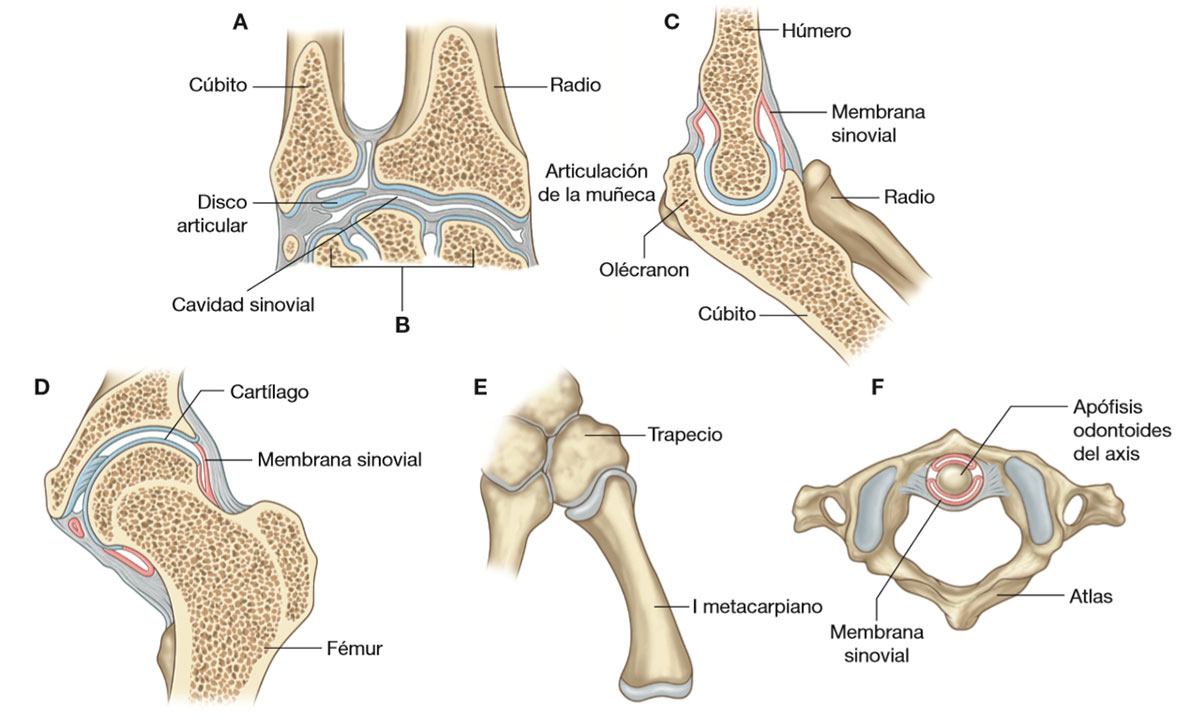 A
Cúbito
Radio
Disco
articular
Cavidad sinovial
B
C
Húmero
Membrana
sinovial
Articulación
de la muñeca
Radio
Olécranon
Cúbito
D
Cartílago
Membrana sinovial
Fémur
E
Trapecio
I metacarpiano
F
Apófisis
odontoides
del axis
Atlas
Membrana
sinovial